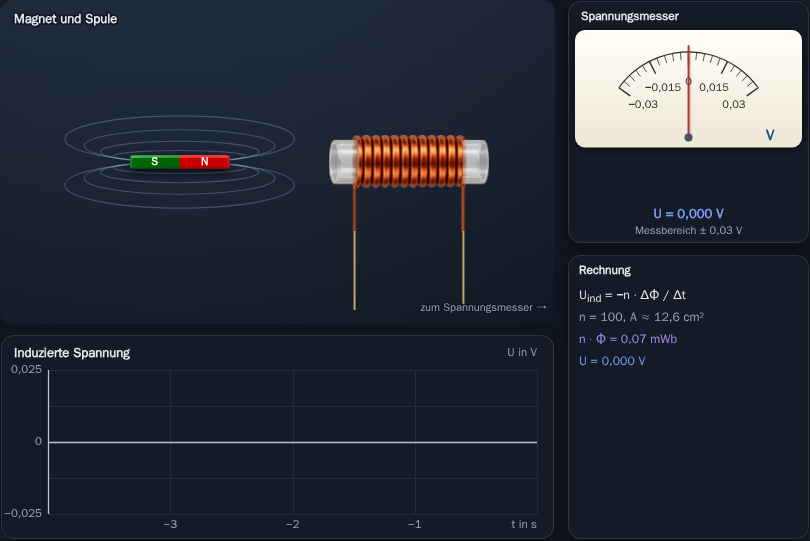 Magnet und Spule
S N
zum Spannungsmesser →
Spannungsmesser
−0,03 −0,015 0 0,015 0,03
V
U = 0,000 V
Messbereich ± 0,03 V
Induzierte Spannung
U in V
0,025
0
−0,025
−3 −2 −1 t in s
Rechnung
Uind = −n · ΔΦ / Δt
n = 100, A ≈ 12,6 cm²
n · Φ = 0,07 mWb
U = 0,000 V